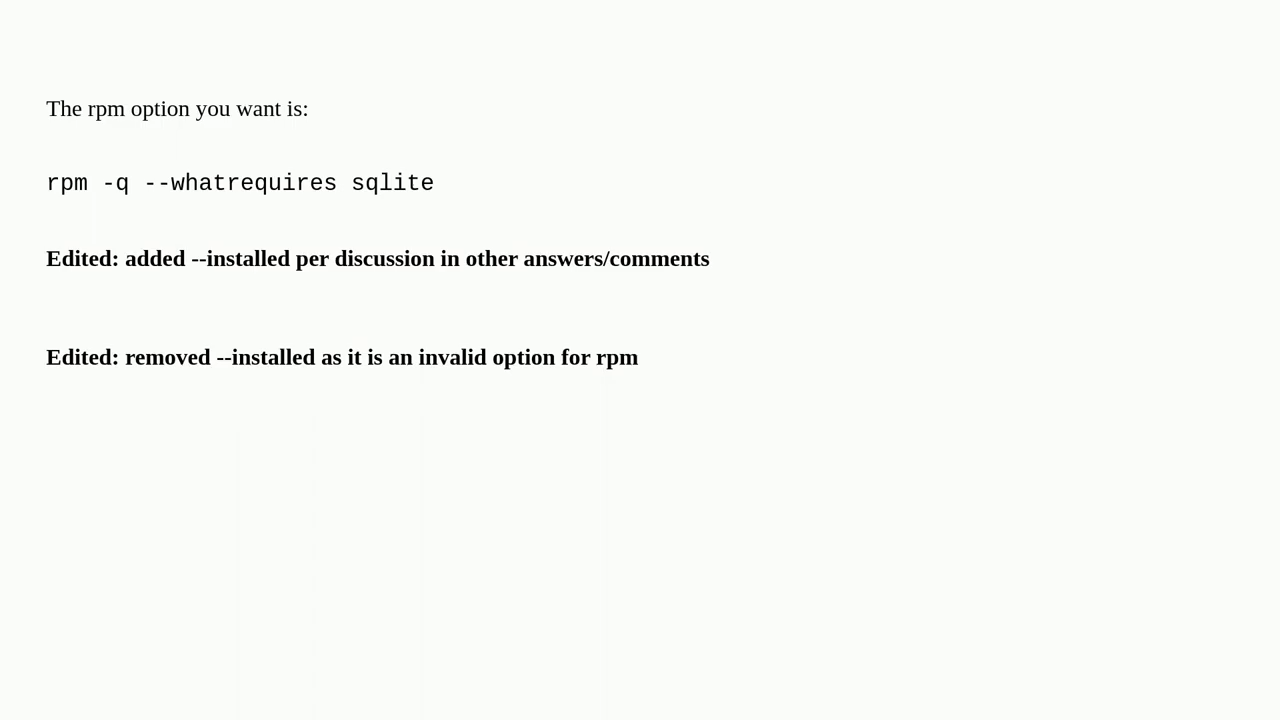 The rpm option you want is:
rpm -q --whatrequires sqlite
Edited: added --installed per discussion in other answers/comments
Edited: removed --installed as it is an invalid option for rpm